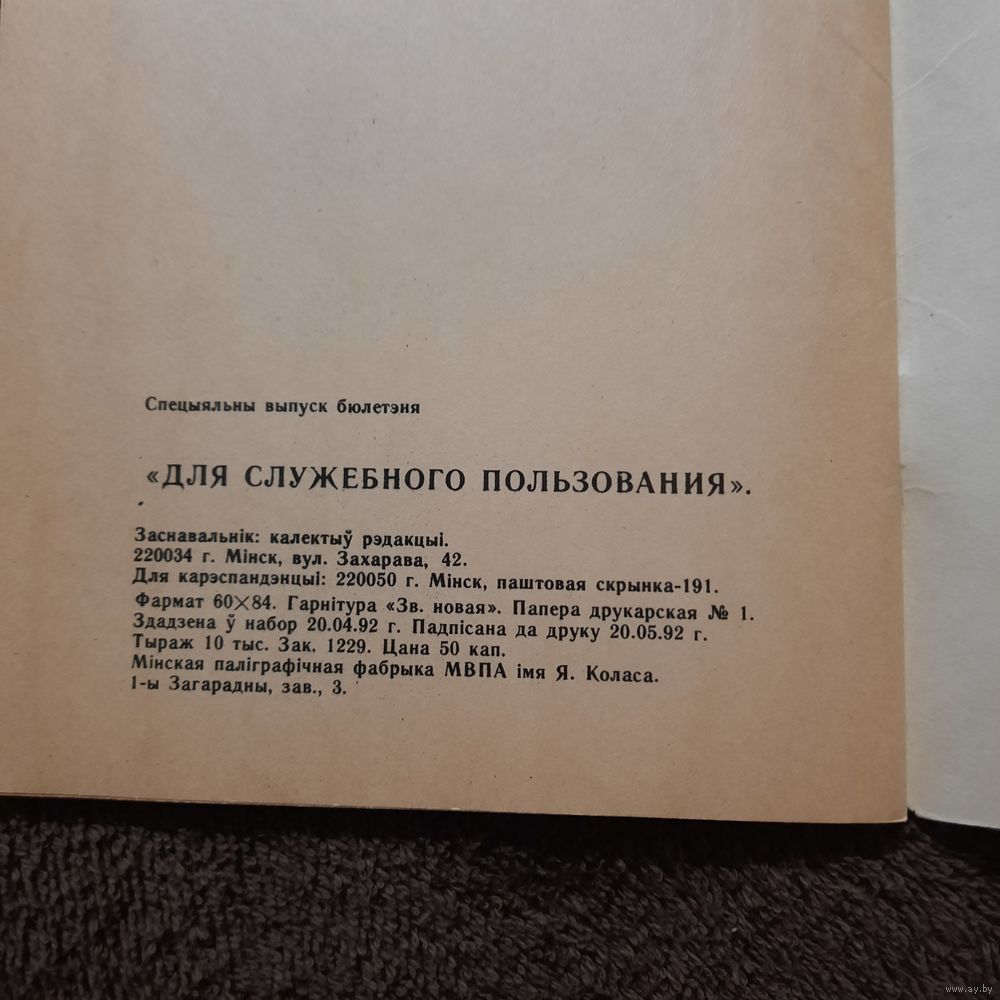 Спецыяльны выпуск бюлетэня
«ДЛЯ СЛУЖЕБНОГО ПОЛЬЗОВАНИЯ».
Заснавальнік: калектыў рэдакцыі.
220034 г. Мінск, вул. Захарава, 42.
Для карэспандэнцыі: 220050 г. Мінск, паштовая скрынка-191.
Фармат 60×84. Гарнітура «Зв. новая». Папера друкарская № 1.
Здадзена ў набор 20.04.92 г. Падпісана да друку 20.05.92 г.
Тыраж 10 тыс. Зак. 1229. Цана 50 кап.
Мінская паліграфічная фабрыка МВПА імя Я. Коласа.
1-ы Загарадны, зав., 3.
www.ay.by